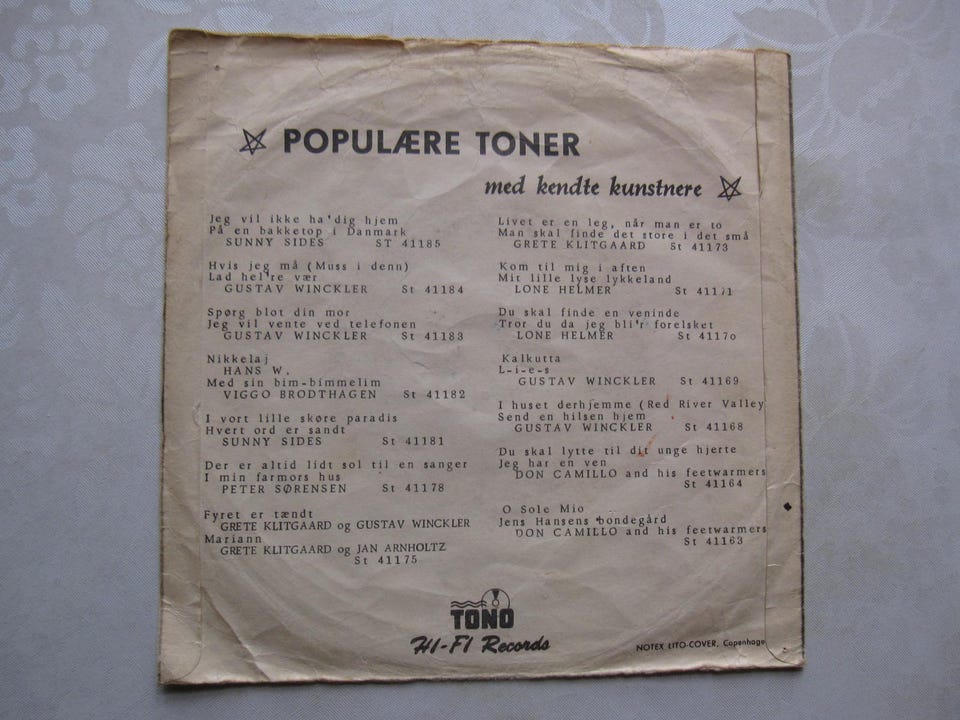 POPULÆRE TONER
med kendte kunstnere
Jeg vil ikke ha'dig hjem
På en bakketop i Danmark
SUNNY SIDES ST 41185
Hvis jeg må (Muss i denn)
Lad hel're vær
GUSTAV WINCKLER St 41184
Spørg blot din mor
Jeg vil vente ved telefonen
GUSTAV WINCKLER St 41183
Nikkelaj
HANS W.
Med sin bim-bimmelim
VIGGO BRODTHAGEN St 41182
I vort lille skøre paradis
Hvert ord er sandt
SUNNY SIDES St 41181
Der er altid lidt sol til en sanger
I min farmors hus
PETER SØRENSEN St 41178
Fyret er tændt
GRETE KLITGAARD og GUSTAV WINCKLER
Mariann
GRETE KLITGAARD og JAN ARNHOLTZ
St 41175
Livet er en leg, når man er to
Man skal finde det store i det små
GRETE KLITGAARD St 41173
Kom til mig i aften
Mit lille lyse lykkeland
LONE HELMER St 41171
Du skal finde en veninde
Tror du da jeg bli'r forelsket
LONE HELMER St 4117o
Kalkutta
L-i-e-s
GUSTAV WINCKLER St 41169
I huset derhjemme (Red River Valley
Send en hilsen hjem
GUSTAV WINCKLER St 41168
Du skal lytte til dit unge hjerte
Jeg har en ven
DON CAMILLO and his feetwarmers
St 41164
O Sole Mio
Jens Hansens bondegård
DON CAMILLO and his feetwarmers
St 41163
TONO
HI-FI Records
NOTEX LITO-COVER, Copenhage